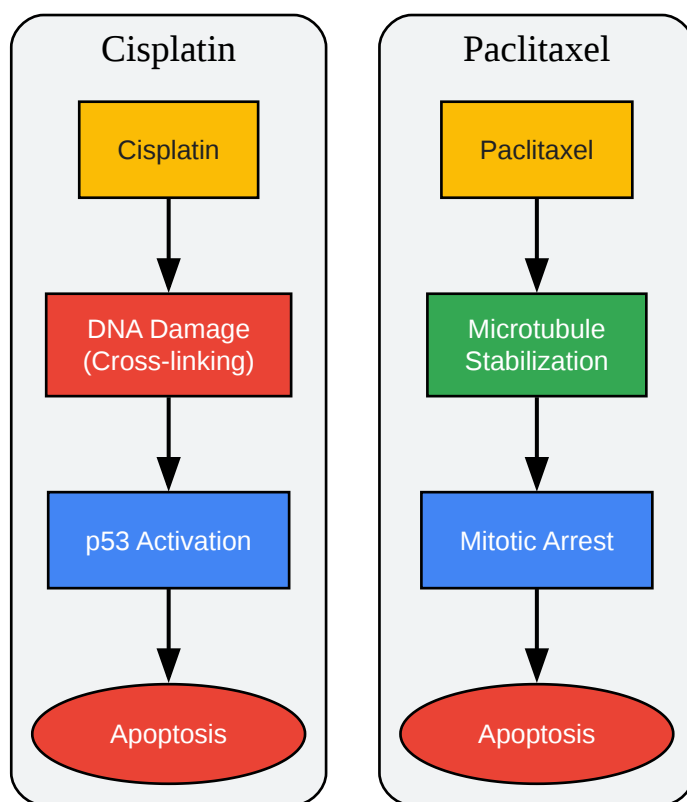 Cisplatin
Cisplatin
DNA Damage
(Cross-linking)
p53 Activation
Apoptosis
Paclitaxel
Paclitaxel
Microtubule
Stabilization
Mitotic Arrest
Apoptosis